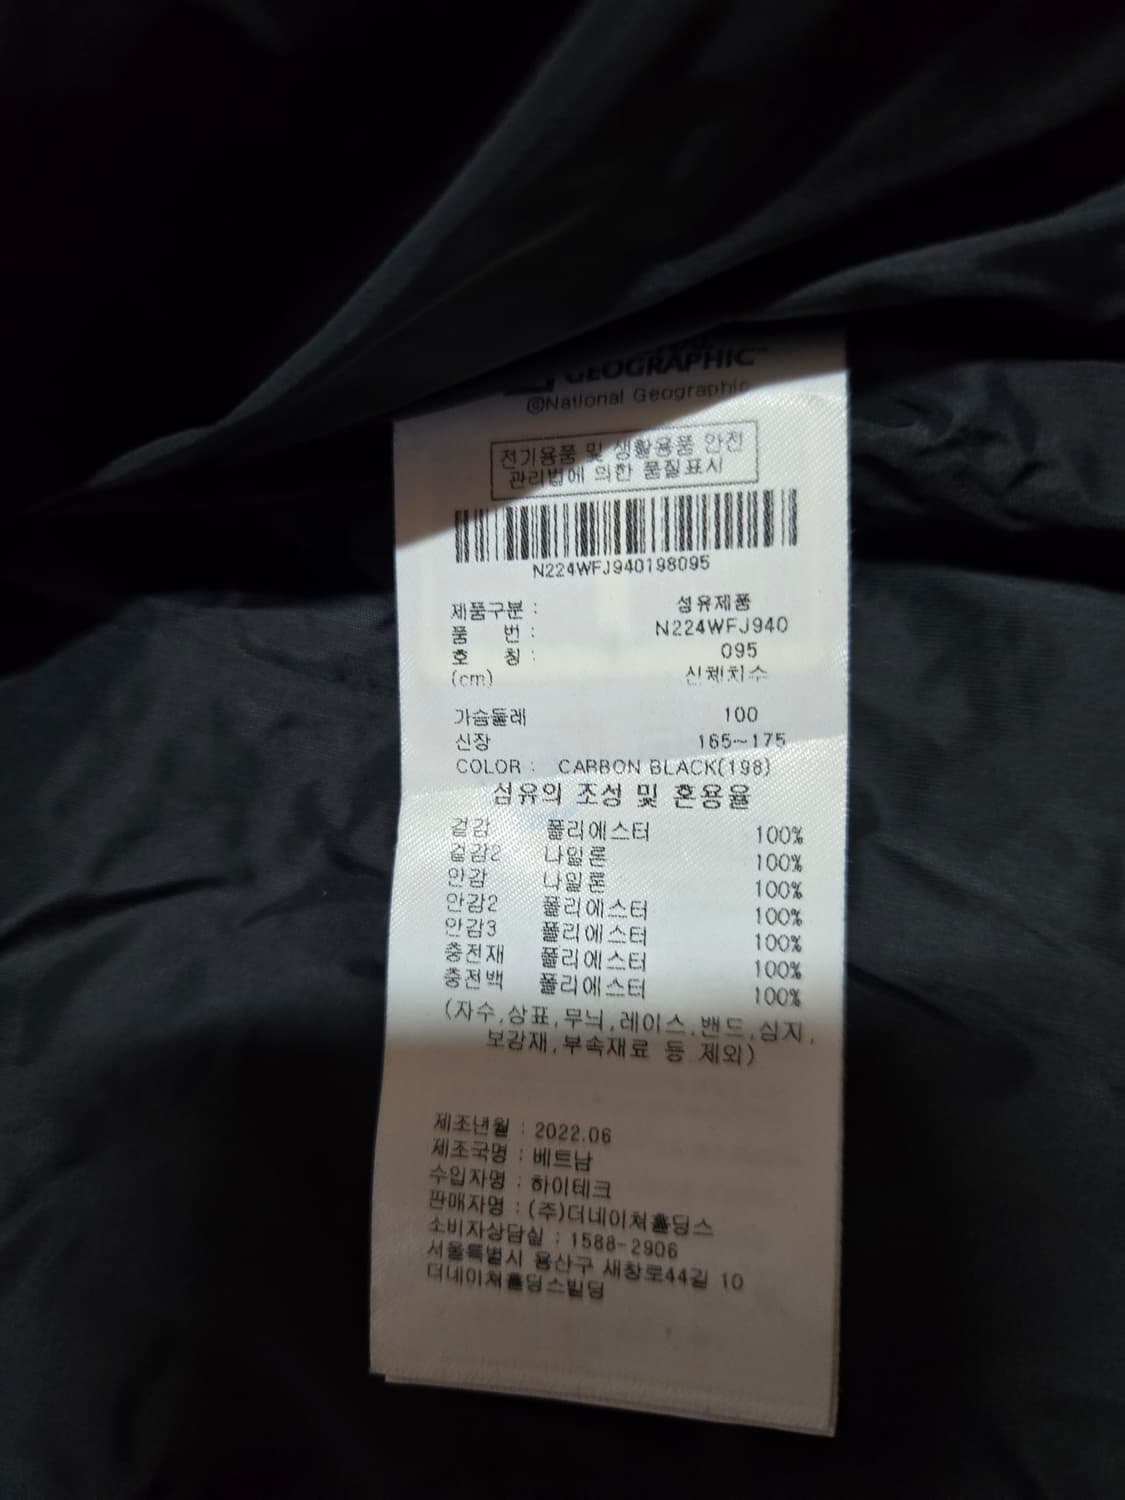 GEOGRAPHIC™
©National Geographic
전기용품 및 생활용품 안전
관리법에 의한 품질표시
N224WFJ940198095
제품구분 : 섬유제품
품 번 : N224WFJ940
호 칭 : 095
(cm) 신체치수
가슴둘레 100
신장 165~175
COLOR : CARBON BLACK(198)
섬유의 조성 및 혼용율
겉감 폴리에스터 100%
겉감2 나일론 100%
안감 나일론 100%
안감2 폴리에스터 100%
안감3 폴리에스터 100%
충전재 폴리에스터 100%
충전백 폴리에스터 100%
(자수,상표,무늬,레이스,밴드,심지,
보강재,부속재료 등 제외)
제조년월 : 2022.06
제조국명 : 베트남
수입자명 : 하이테크
판매자명 : (주)더네이쳐홀딩스
소비자상담실 : 1588-2906
서울특별시 용산구 새창로44길 10
더네이쳐홀딩스빌딩